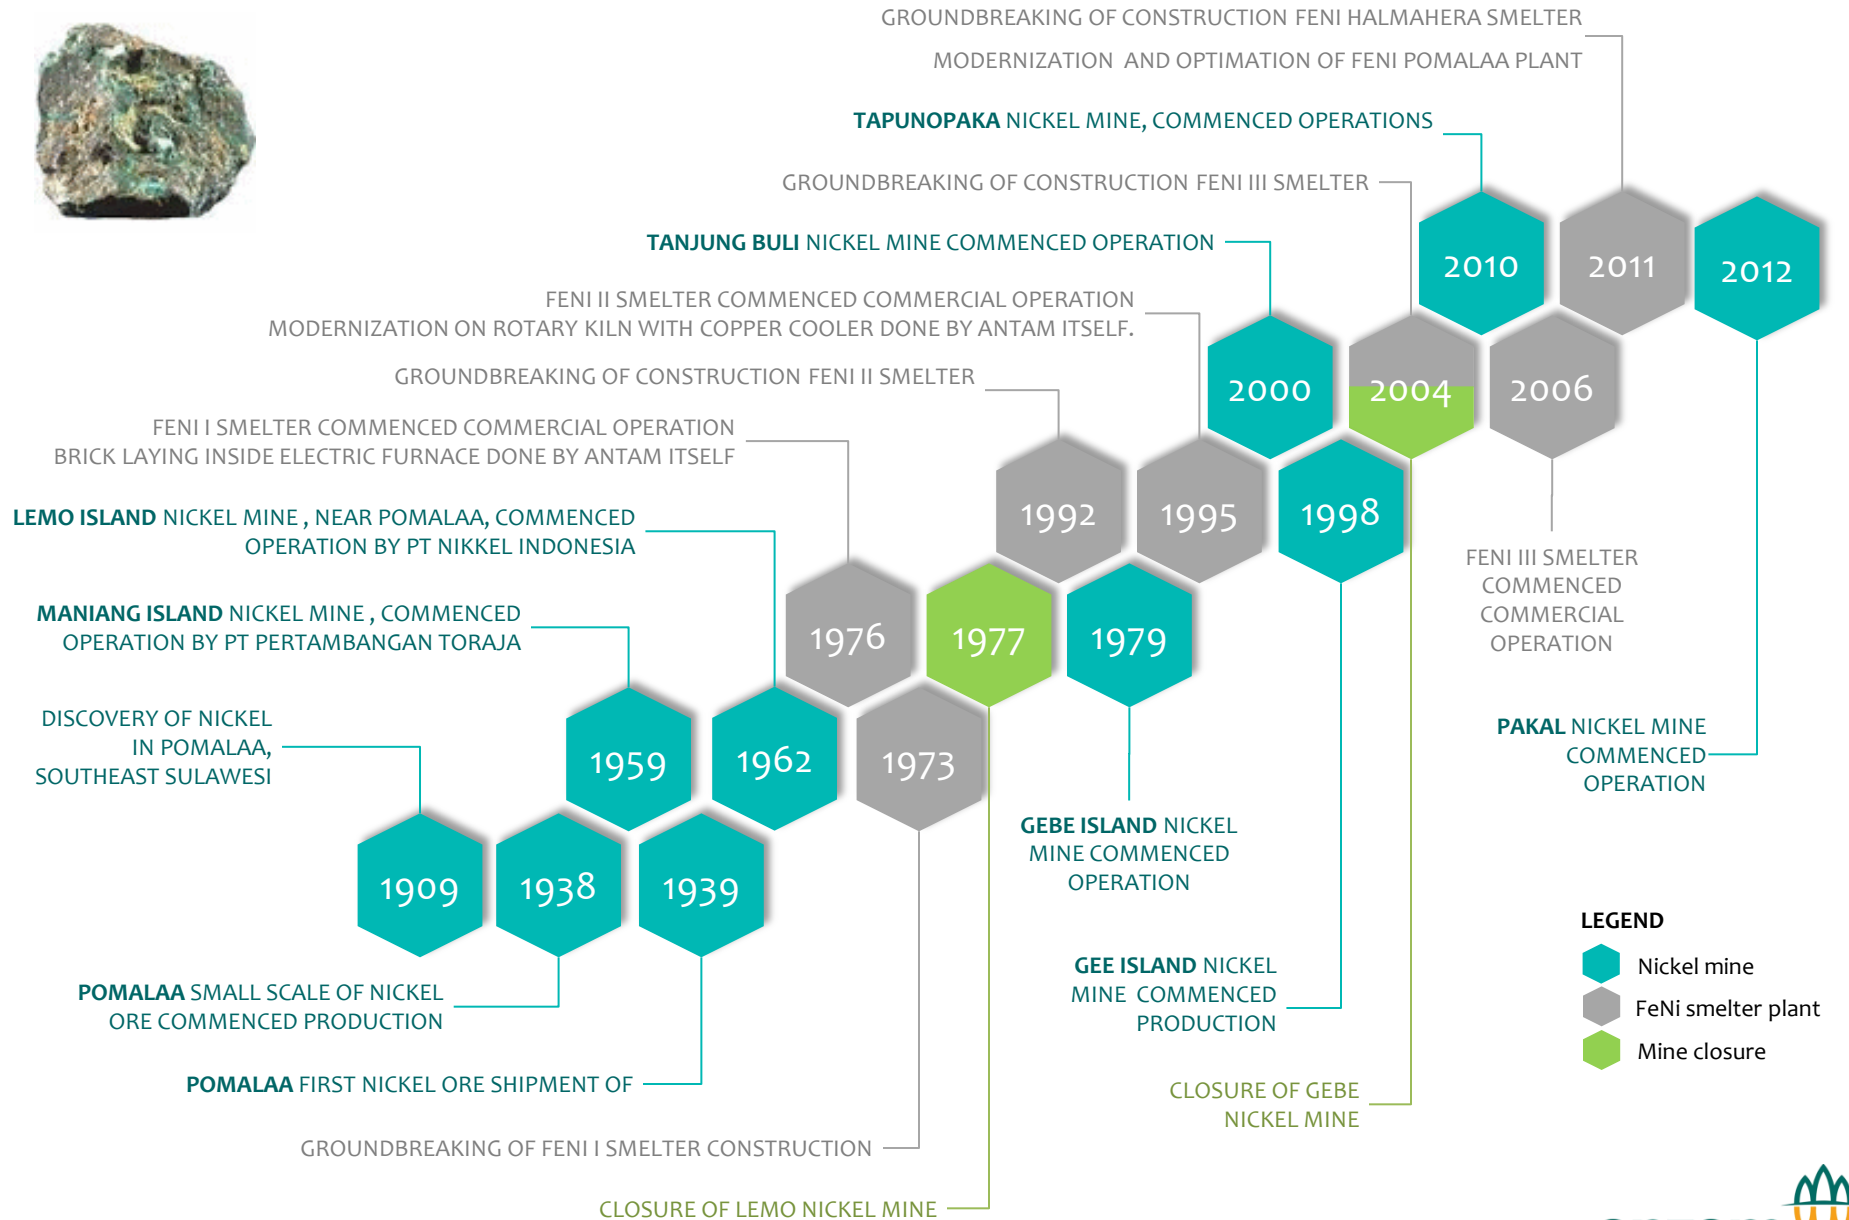 GROUNDBREAKING OF CONSTRUCTION FENI HALMAHERA SMELTER
MODERNIZATION AND OPTIMATION OF FENI POMALAA PLANT
TAPUNOPAKA NICKEL MINE, COMMENCED OPERATIONS
GROUNDBREAKING OF CONSTRUCTION FENI III SMELTER
TANJUNG BULI NICKEL MINE COMMENCED OPERATION
2010
2011
2012
FENI II SMELTER COMMENCED COMMERCIAL OPERATION
MODERNIZATION ON ROTARY KILN WITH COPPER COOLER DONE BY ANTAM ITSELF.
GROUNDBREAKING OF CONSTRUCTION FENI II SMELTER
2000
2004
2006
FENI I SMELTER COMMENCED COMMERCIAL OPERATION
BRICK LAYING INSIDE ELECTRIC FURNACE DONE BY ANTAM ITSELF
1992
1995
1998
LEMO ISLAND NICKEL MINE , NEAR POMALAA, COMMENCED
OPERATION BY PT NIKKEL INDONESIA
FENI III SMELTER
COMMENCED
COMMERCIAL
OPERATION
MANIANG ISLAND NICKEL MINE , COMMENCED
OPERATION BY PT PERTAMBANGAN TORAJA
1976
1977
1979
DISCOVERY OF NICKEL
IN POMALAA,
SOUTHEAST SULAWESI
1959
1962
1973
PAKAL NICKEL MINE
COMMENCED
OPERATION
GEBE ISLAND NICKEL
MINE COMMENCED
OPERATION
1909
1938
1939
GEE ISLAND NICKEL
MINE COMMENCED
PRODUCTION
POMALAA SMALL SCALE OF NICKEL
ORE COMMENCED PRODUCTION
POMALAA FIRST NICKEL ORE SHIPMENT OF
CLOSURE OF GEBE
NICKEL MINE
GROUNDBREAKING OF FENI I SMELTER CONSTRUCTION
CLOSURE OF LEMO NICKEL MINE
LEGEND
Nickel mine
FeNi smelter plant
Mine closure